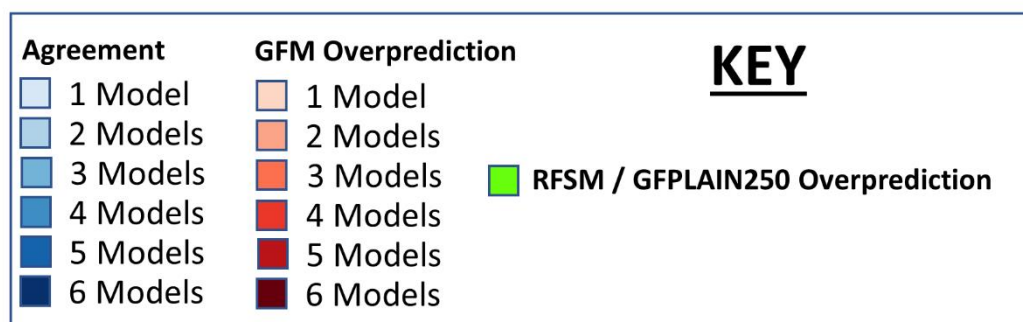 KEY
Agreement
1 Model
2 Models
3 Models
4 Models
5 Models
6 Models
GFM Overprediction
1 Model
2 Models
3 Models
4 Models
5 Models
6 Models
RFSM / GFPLAIN250 Overprediction